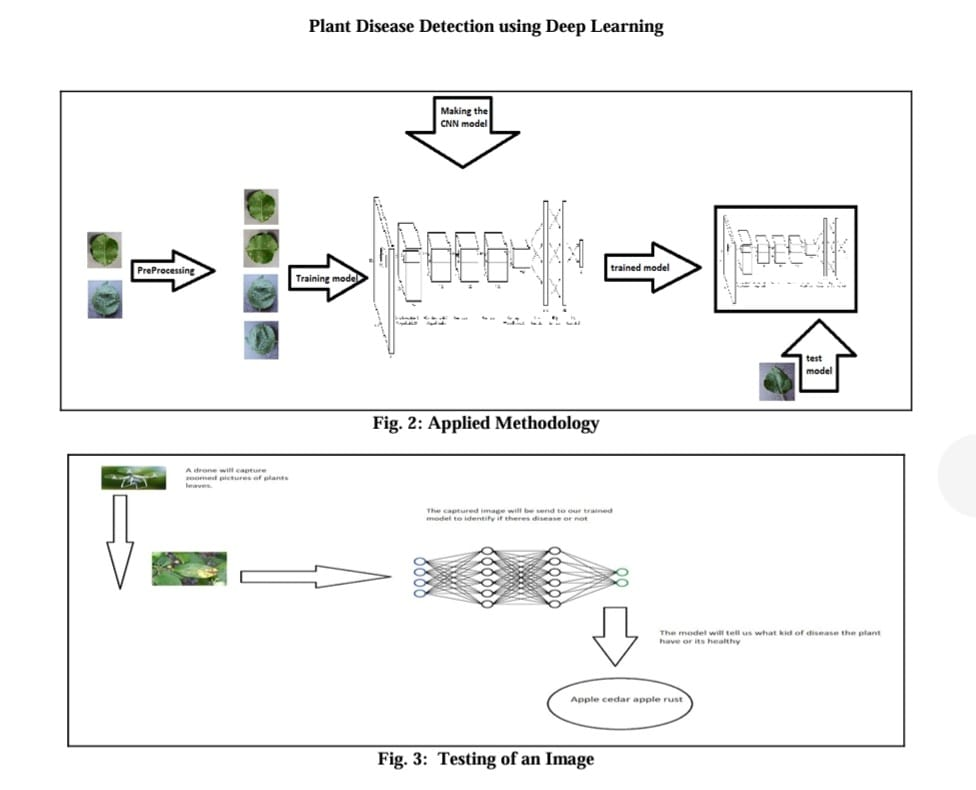 Plant Disease Detection using Deep Learning
Making the
CNN model
PreProcessing
Training model
trained model
test
model
Fig. 2: Applied Methodology
A drone will capture
zoomed pictures of plants
leaves.
The captured image will be send to our trained
model to identify if theres disease or not
The model will tell us what kid of disease the plant
have or its healthy
Apple cedar apple rust
Fig. 3: Testing of an Image